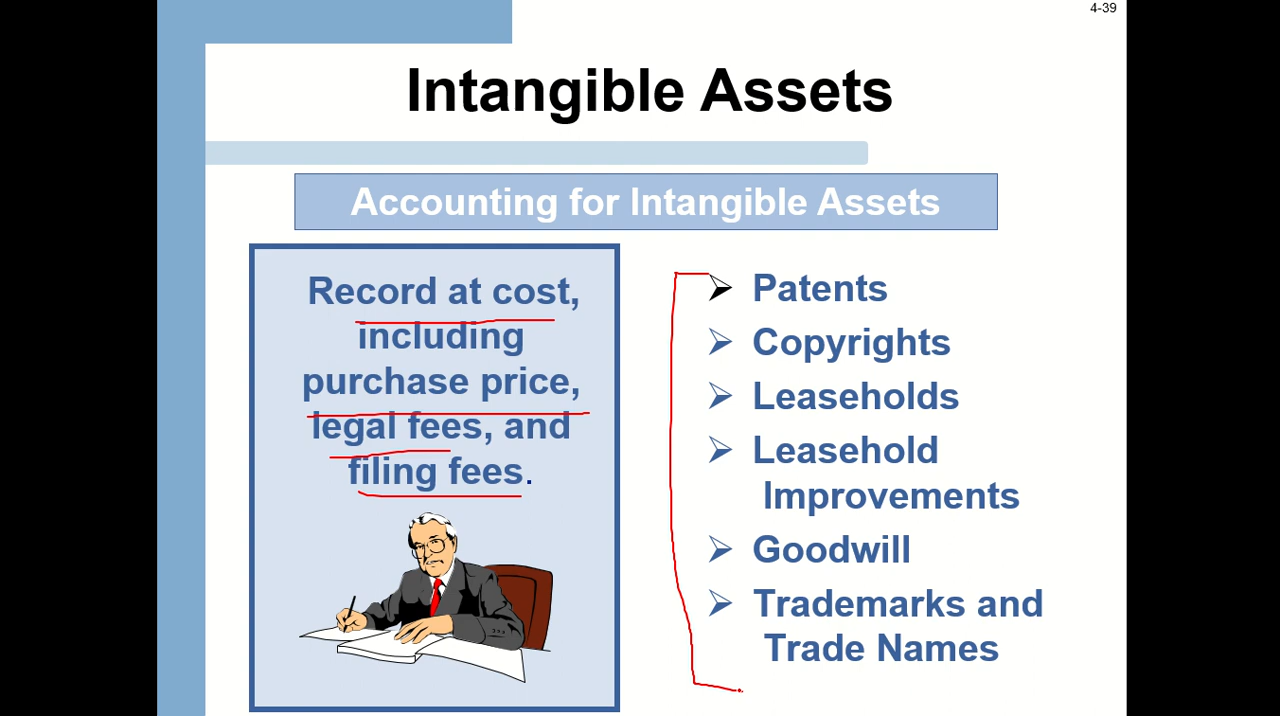 4-39
Intangible Assets
Accounting for Intangible Assets
Record at cost,
including
purchase price,
legal fees, and
filing fees.
Patents
Copyrights
Leaseholds
Leasehold
Improvements
Goodwill
Trademarks and
Trade Names